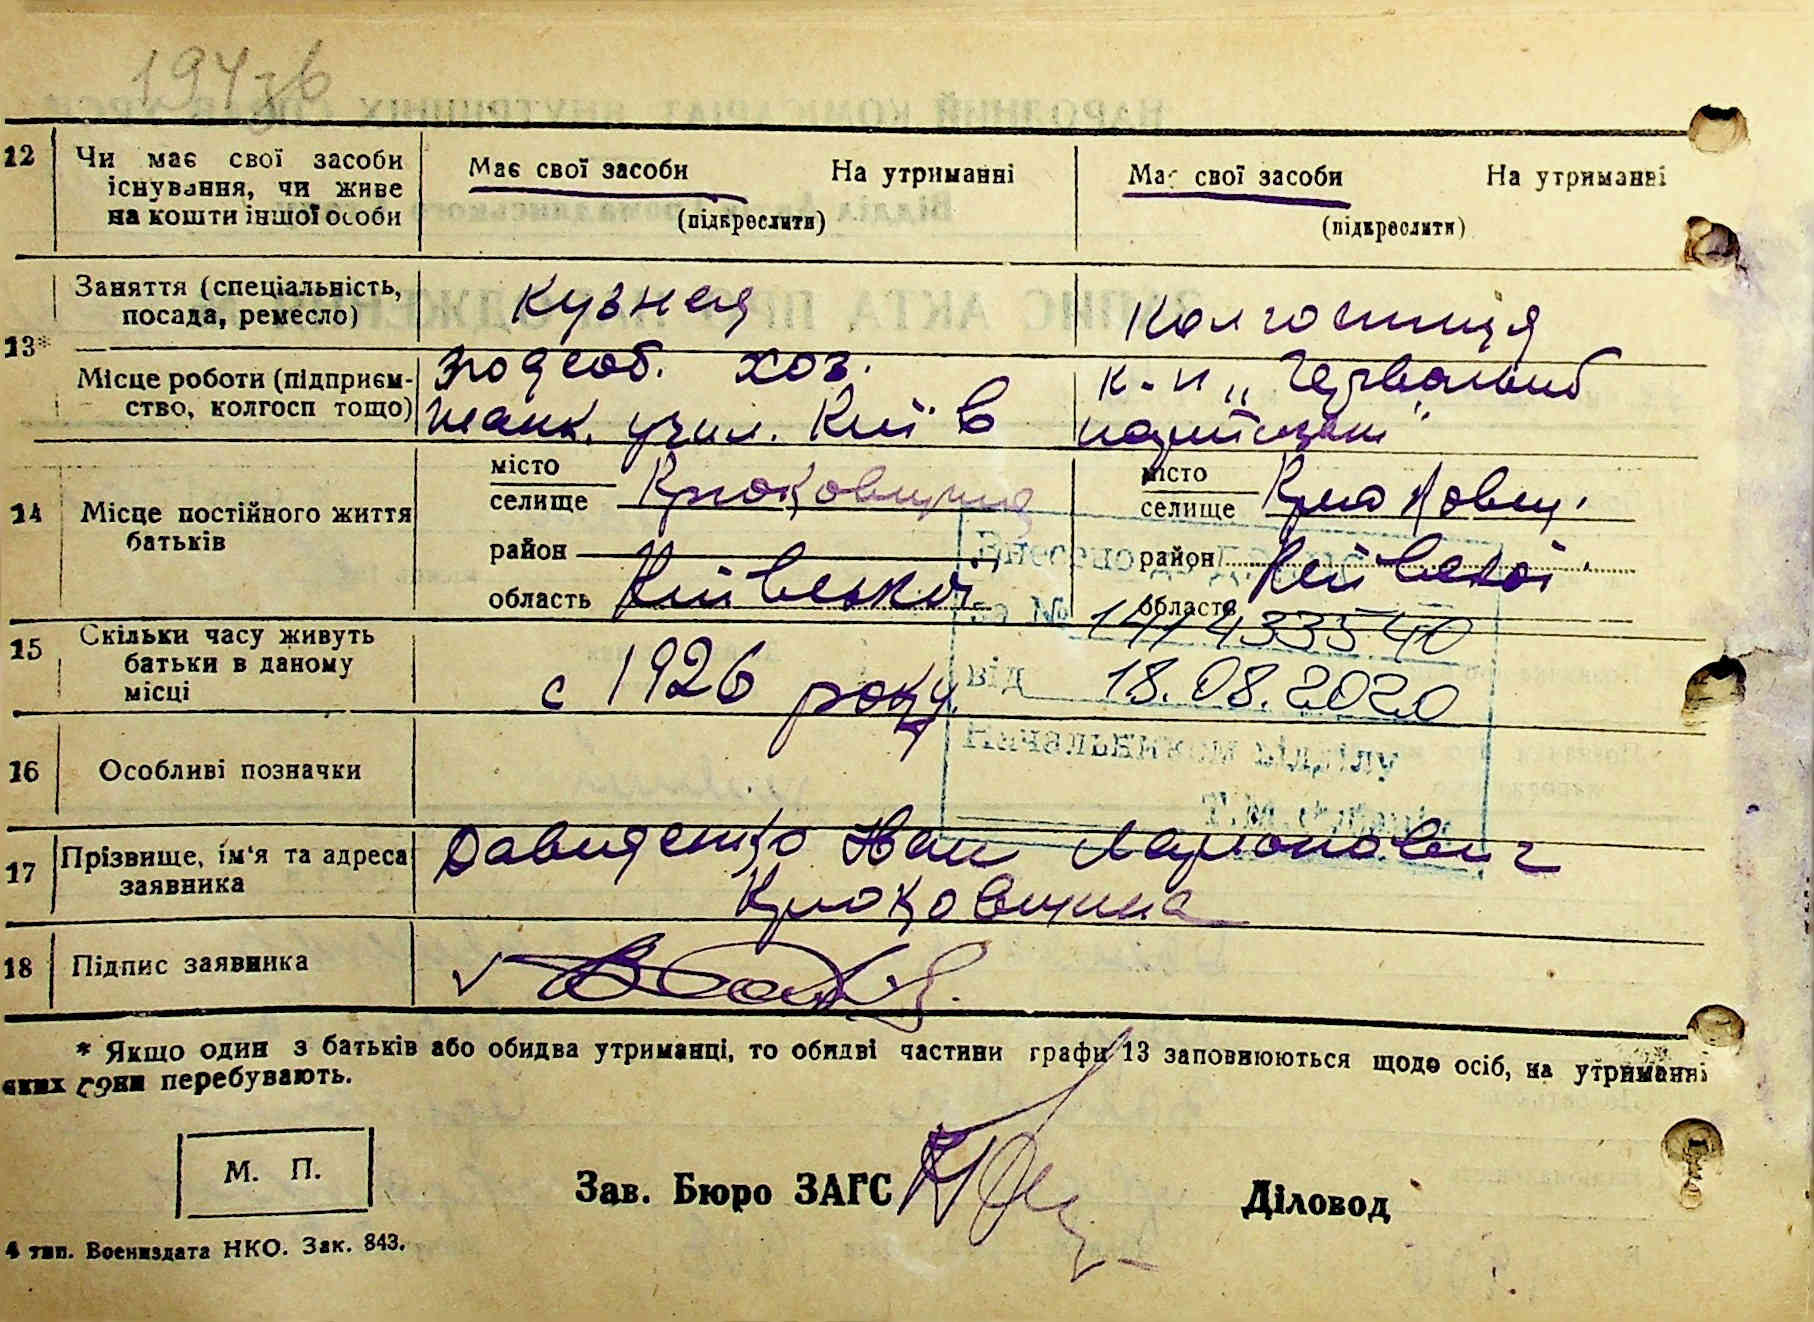 194зв
12 Чи має свої засоби існування, чи живе на кошти іншої особи
Має свої засоби На утриманні
(підкреслити)
Має свої засоби На утриманні
(підкреслити)
13*
Заняття (спеціальність, посада, ремесло)
Кузнец
Колгоспниця
Місце роботи (підприємство, колгосп тощо)
подсоб. хоз.
танк. учил. Київ
к-п „Червоний
14 Місце постійного життя батьків
місто
селище Крюковщина
район
область Київська
місто
селище Крюковщ.
район Київської
область
1414335540
15 Скільки часу живуть батьки в даному місці
с 1926 року
від 18.08.2020
16 Особливі позначки
17 Прізвище, ім'я та адреса заявника
Давиденко Иван Ларионович
Крюковщина
18 Підпис заявника
* Якщо один з батьків або обидва утриманці, то обидві частини графи 13 заповнюються щодо осіб, на утриманні
яких вони перебувають.
М. П.
Зав. Бюро ЗАГС
Діловод
4 тип. Воениздата НКО. Зак. 843.